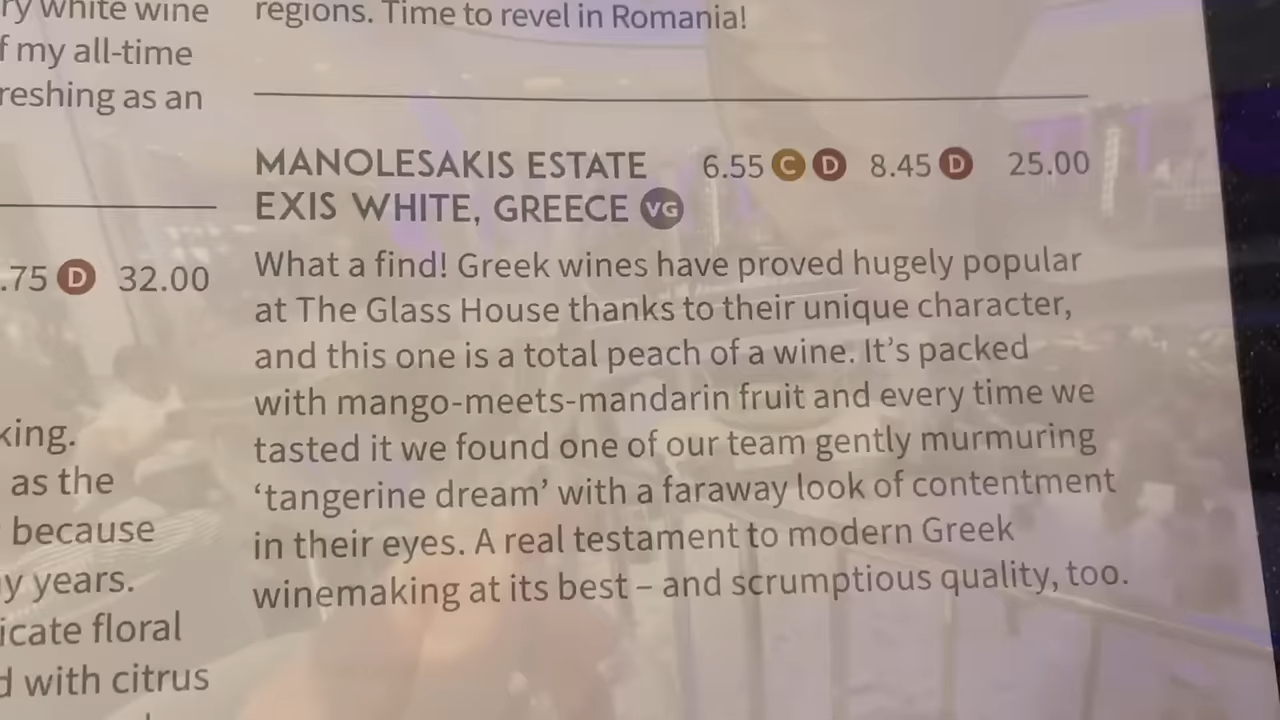 white wine
my all-time
as an
.75 D 32.00
king.
as the
because
years.
floral
with citrus
regions. Time to revel in Romania!
MANOLESAKIS ESTATE 6.55 C D 8.45 D 25.00
EXIS WHITE, GREECE VG
What a find! Greek wines have proved hugely popular
at The Glass House thanks to their unique character,
and this one is a total peach of a wine. It’s packed
with mango-meets-mandarin fruit and every time we
tasted it we found one of our team gently murmuring
‘tangerine dream’ with a faraway look of contentment
in their eyes. A real testament to modern Greek
winemaking at its best – and scrumptious quality, too.